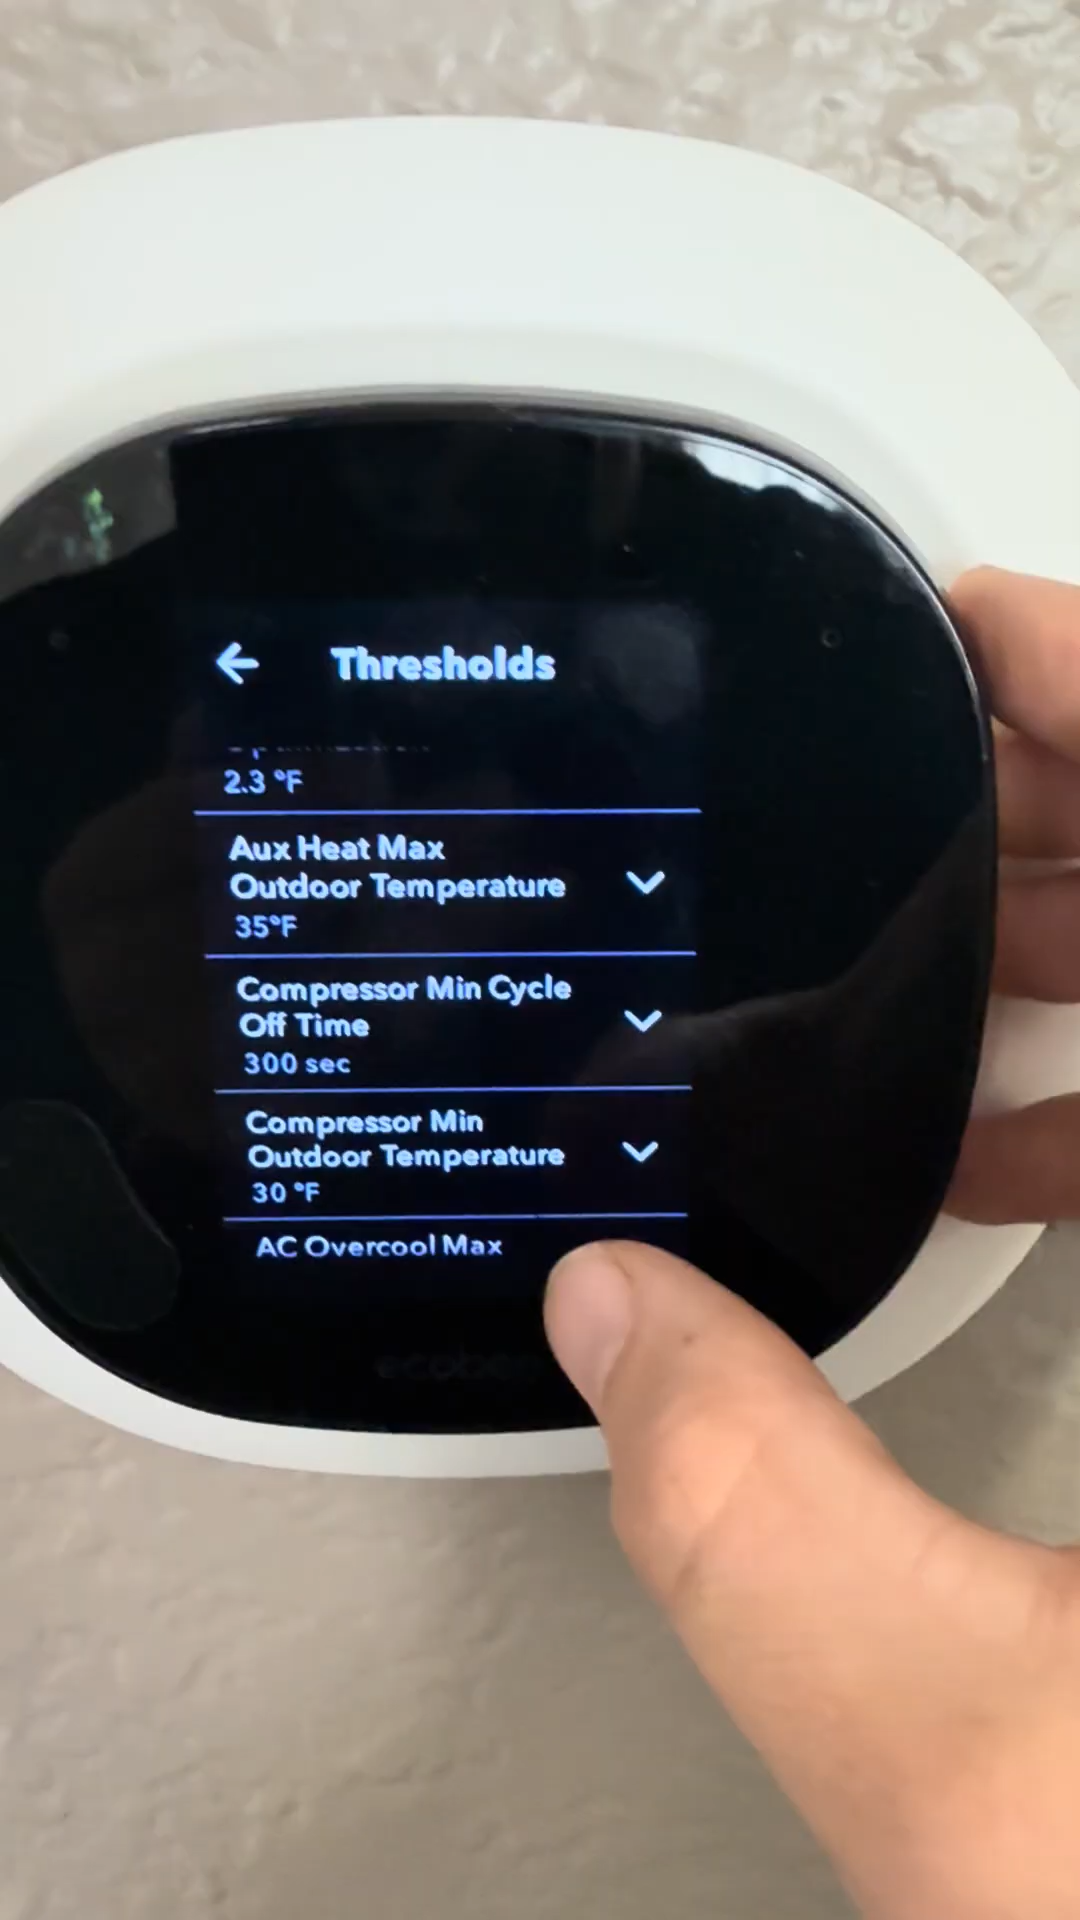 Thresholds
2.3 °F
Aux Heat Max
Outdoor Temperature
35°F
Compressor Min Cycle
Off Time
300 sec
Compressor Min
Outdoor Temperature
30 °F
AC Overcool Max
ecobee